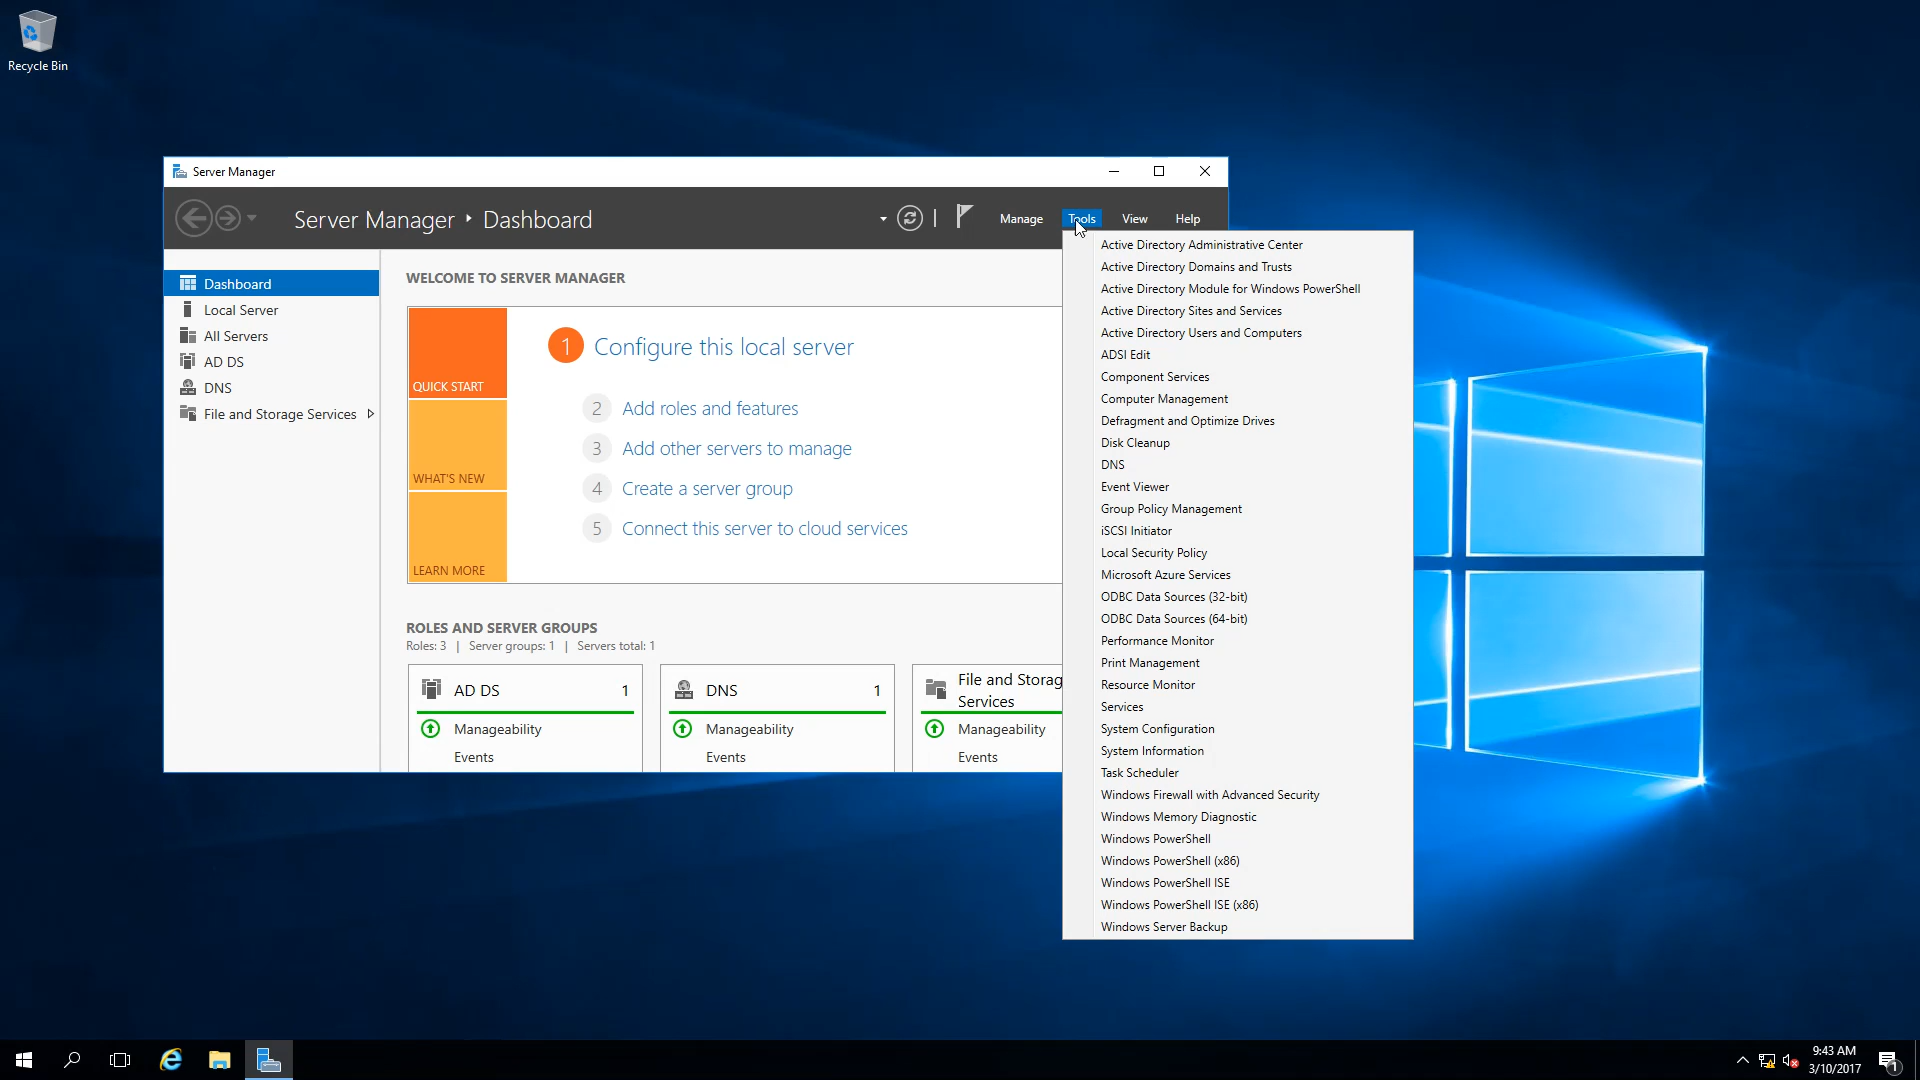 Recycle Bin
Server Manager
Server Manager ‣ Dashboard
Manage
Tools
View
Help
Dashboard
Local Server
All Servers
AD DS
DNS
File and Storage Services
WELCOME TO SERVER MANAGER
QUICK START
WHAT'S NEW
LEARN MORE
1 Configure this local server
2 Add roles and features
3 Add other servers to manage
4 Create a server group
5 Connect this server to cloud services
ROLES AND SERVER GROUPS
Roles: 3 | Server groups: 1 | Servers total: 1
AD DS 1
Manageability
Events
DNS 1
Manageability
Events
File and Storag
Services
Manageability
Events
Active Directory Administrative Center
Active Directory Domains and Trusts
Active Directory Module for Windows PowerShell
Active Directory Sites and Services
Active Directory Users and Computers
ADSI Edit
Component Services
Computer Management
Defragment and Optimize Drives
Disk Cleanup
DNS
Event Viewer
Group Policy Management
iSCSI Initiator
Local Security Policy
Microsoft Azure Services
ODBC Data Sources (32-bit)
ODBC Data Sources (64-bit)
Performance Monitor
Print Management
Resource Monitor
Services
System Configuration
System Information
Task Scheduler
Windows Firewall with Advanced Security
Windows Memory Diagnostic
Windows PowerShell
Windows PowerShell (x86)
Windows PowerShell ISE
Windows PowerShell ISE (x86)
Windows Server Backup
9:43 AM
3/10/2017
1